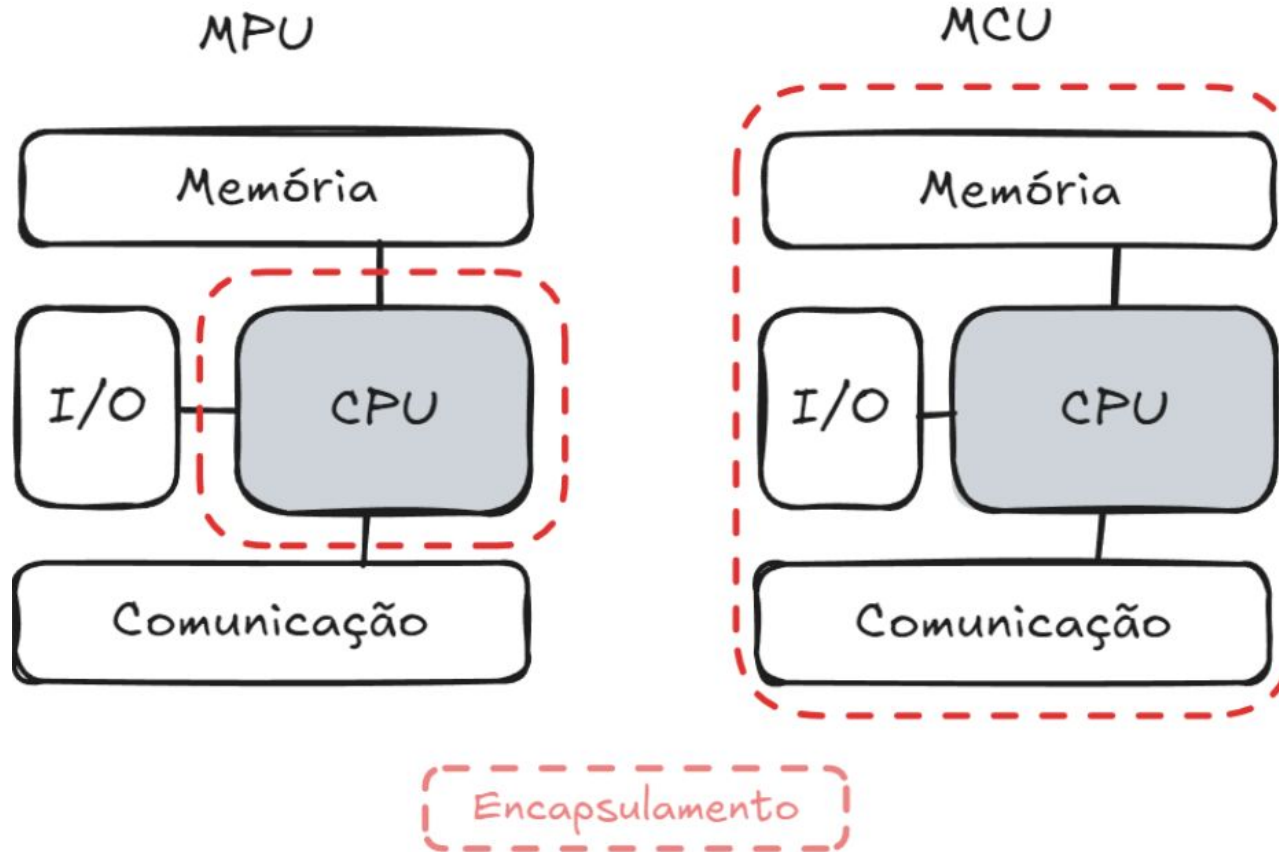 MPU
MCU
Memória
Memória
I/O
CPU
I/O
CPU
Comunicação
Comunicação
Encapsulamento